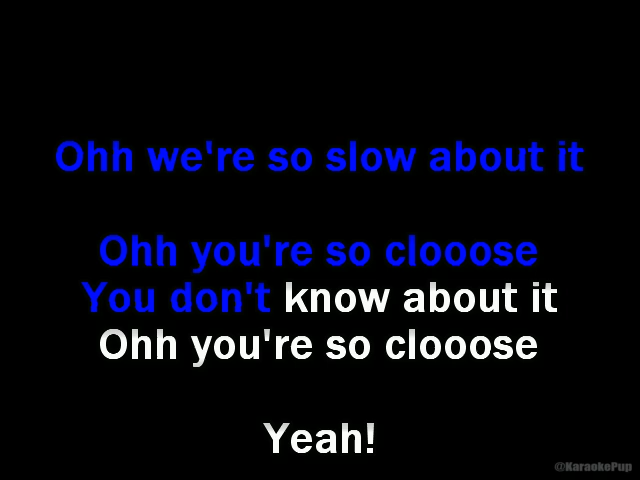 Ohh we're so slow about it
Ohh you're so clooose
You don't know about it
Ohh you're so clooose
Yeah!
@KaraokePup